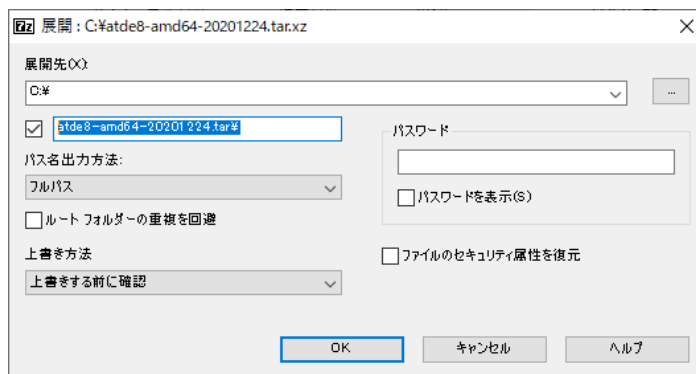 7z 展開 : C:¥atde8-amd64-20201224.tar.xz
展開先(X):
C:¥
...
atde8-amd64-20201224.tar¥
パスワード
パス名出力方法:
フルパス
パスワードを表示(S)
ルート フォルダーの重複を回避
上書き方法
ファイルのセキュリティ属性を復元
上書きする前に確認
OK
キャンセル
ヘルプ